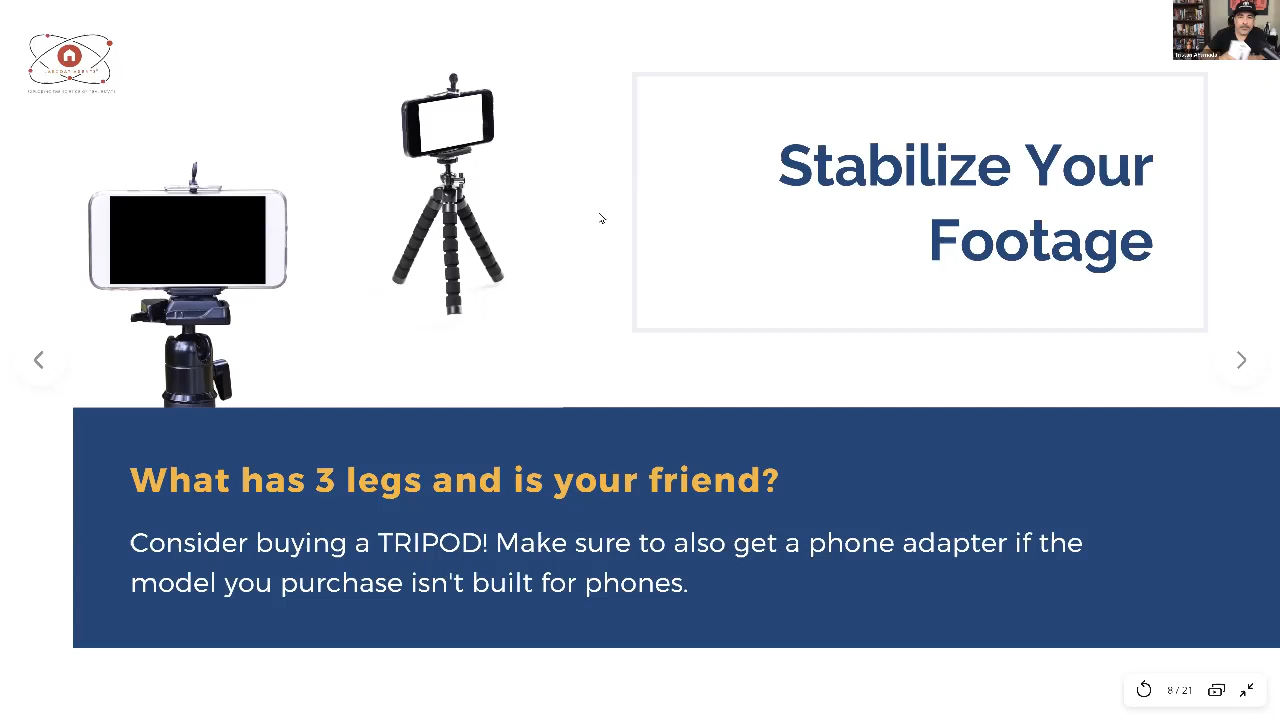 Stabilize Your
Footage
What has 3 legs and is your friend?
Consider buying a TRIPOD! Make sure to also get a phone adapter if the
model you purchase isn't built for phones.
8 / 21